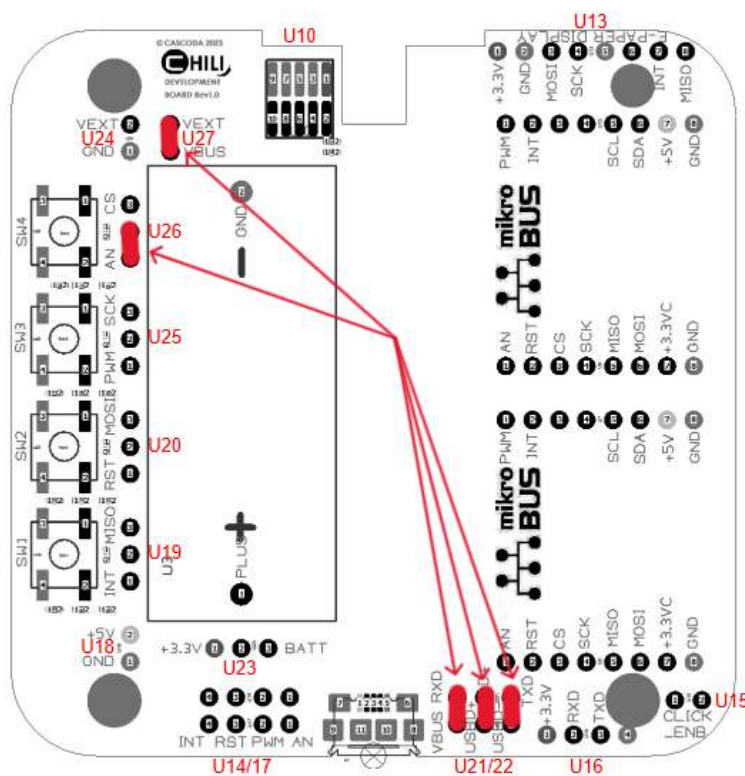 U13
U10
© CASCODA 2023
CHILI
DEVELOPMENT
BOARD Rev1.0
E-PAPER DISPLAY
+3.3V
GND
MOSI
SCK
INT
MISO
VEXT
U24
GND
VEXT
U27
VBUS
PWM
INT
SCL
SDA
+5V
GND
SW4
CS
U26
AN
GND
mikro
BUS
SW3
SCK
U25
PWM
AN
RST
CS
SCK
MISO
MOSI
+3.3VC
GND
SW2
MOSI
U20
RST
PWM
INT
SCL
SDA
+5V
GND
mikro
BUS
SW1
MISO
U19
INT
U3
PLUS
+5V
U18
GND
+3.3V
BATT
U23
AN
RST
CS
SCK
MISO
MOSI
+3.3VC
GND
INT RST PWM AN
U14/17
VBUS
RXD
USBD+
USBD-
TXD
U21/22
+3.3V
RXD
TXD
U16
U15
CLICK
_ENB